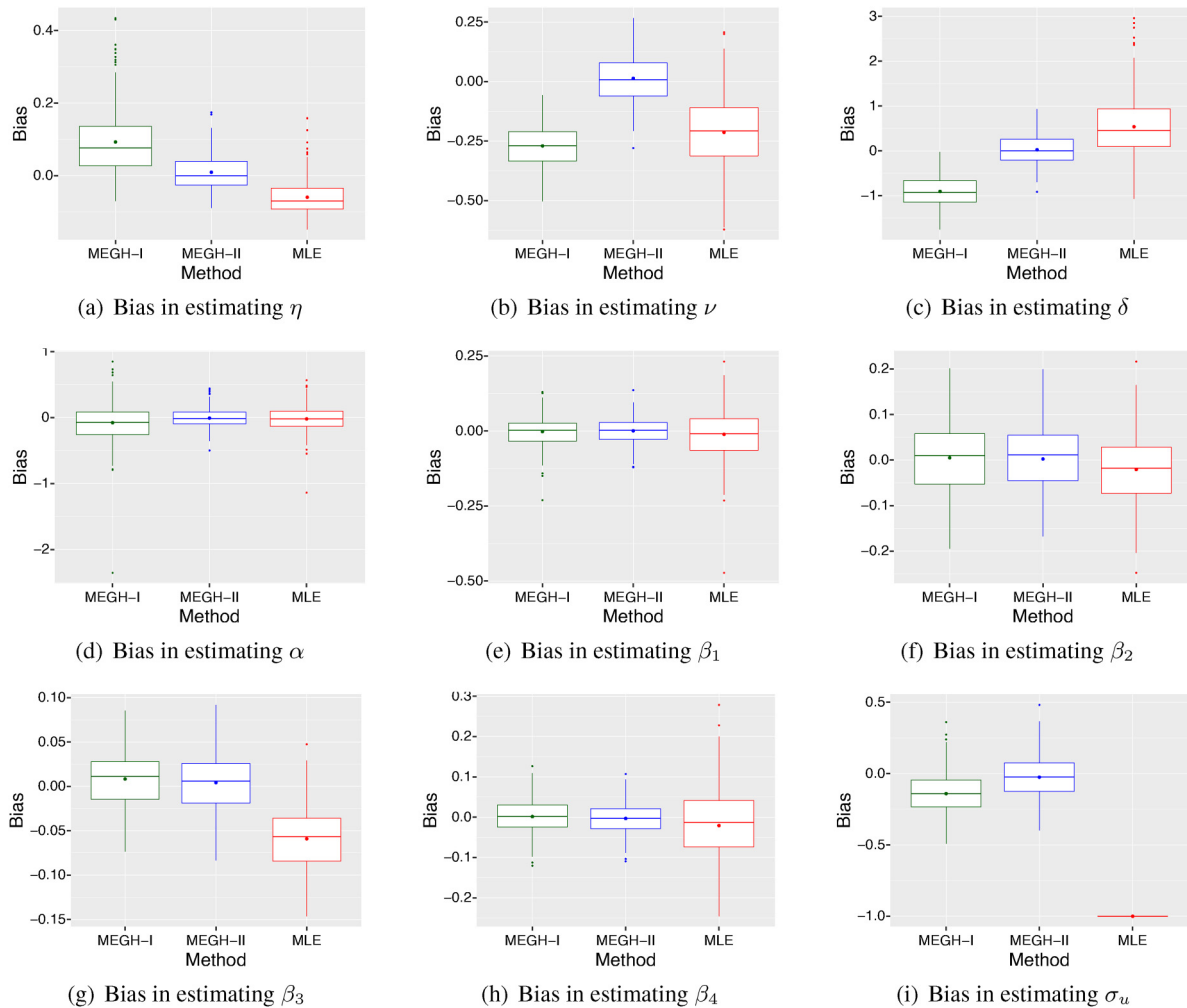 0.4
0.2
0.0
Bias
MEGH-I MEGH-II MLE
Method
(a) Bias in estimating η
0.25
0.00
−0.25
−0.50
Bias
MEGH-I MEGH-II MLE
Method
(b) Bias in estimating ν
3
2
1
0
−1
Bias
MEGH-I MEGH-II MLE
Method
(c) Bias in estimating δ
1
0
−1
−2
Bias
MEGH-I MEGH-II MLE
Method
(d) Bias in estimating α
0.25
0.00
−0.25
−0.50
Bias
MEGH-I MEGH-II MLE
Method
(e) Bias in estimating β₁
0.2
0.1
0.0
−0.1
−0.2
Bias
MEGH-I MEGH-II MLE
Method
(f) Bias in estimating β₂
0.10
0.05
0.00
−0.05
−0.10
−0.15
Bias
MEGH-I MEGH-II MLE
Method
(g) Bias in estimating β₃
0.3
0.2
0.1
0.0
−0.1
−0.2
Bias
MEGH-I MEGH-II MLE
Method
(h) Bias in estimating β₄
0.5
0.0
−0.5
−1.0
Bias
MEGH-I MEGH-II MLE
Method
(i) Bias in estimating σᵤ